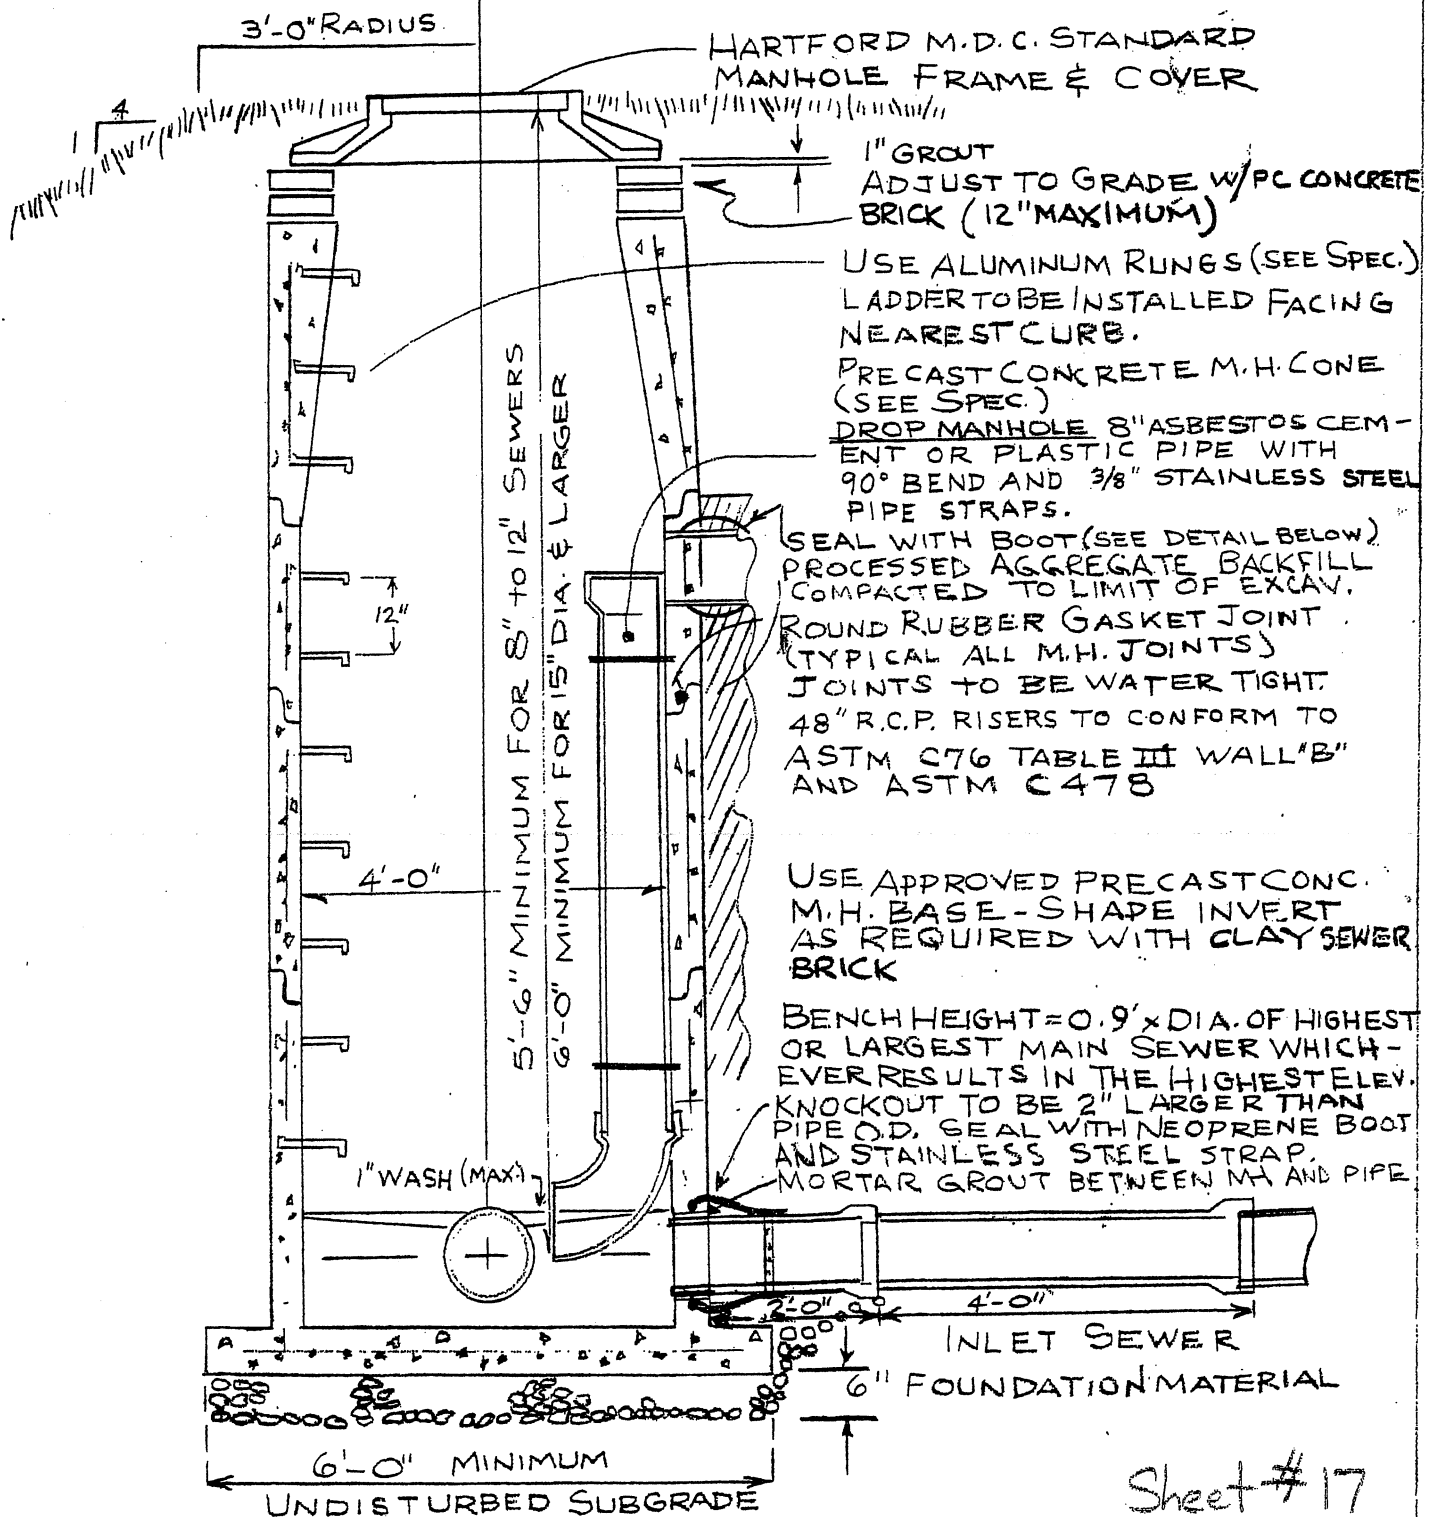 3'-0" RADIUS
HARTFORD M.D.C. STANDARD
MANHOLE FRAME & COVER
4
1
1" GROUT
ADJUST TO GRADE W/PC CONCRETE
BRICK (12" MAXIMUM)
USE ALUMINUM RUNGS (SEE SPEC.)
LADDER TO BE INSTALLED FACING
NEAREST CURB.
PRECAST CONCRETE M.H. CONE
(SEE SPEC.)
DROP MANHOLE 8" ASBESTOS CEM-
ENT OR PLASTIC PIPE WITH
90° BEND AND 3/8" STAINLESS STEEL
PIPE STRAPS.
SEAL WITH BOOT (SEE DETAIL BELOW)
PROCESSED AGGREGATE BACKFILL
COMPACTED TO LIMIT OF EXCAV.
ROUND RUBBER GASKET JOINT
(TYPICAL ALL M.H. JOINTS)
JOINTS TO BE WATER TIGHT.
48" R.C.P. RISERS TO CONFORM TO
ASTM C76 TABLE III WALL "B"
AND ASTM C478
12"
5'-6" MINIMUM FOR 8" to 12" SEWERS
6'-0" MINIMUM FOR 15" DIA. & LARGER
4'-0"
USE APPROVED PRECAST CONC.
M.H. BASE - SHAPE INVERT
AS REQUIRED WITH CLAY SEWER
BRICK
BENCH HEIGHT = 0.9' x DIA. OF HIGHEST
OR LARGEST MAIN SEWER WHICH-
EVER RESULTS IN THE HIGHEST ELEV.
KNOCKOUT TO BE 2" LARGER THAN
PIPE O.D. SEAL WITH NEOPRENE BOOT
AND STAINLESS STEEL STRAP.
MORTAR GROUT BETWEEN MH AND PIPE
1" WASH (MAX.)
2'-0"
4'-0"
INLET SEWER
6" FOUNDATION MATERIAL
6'-0" MINIMUM
UNDISTURBED SUBGRADE
Sheet # 17